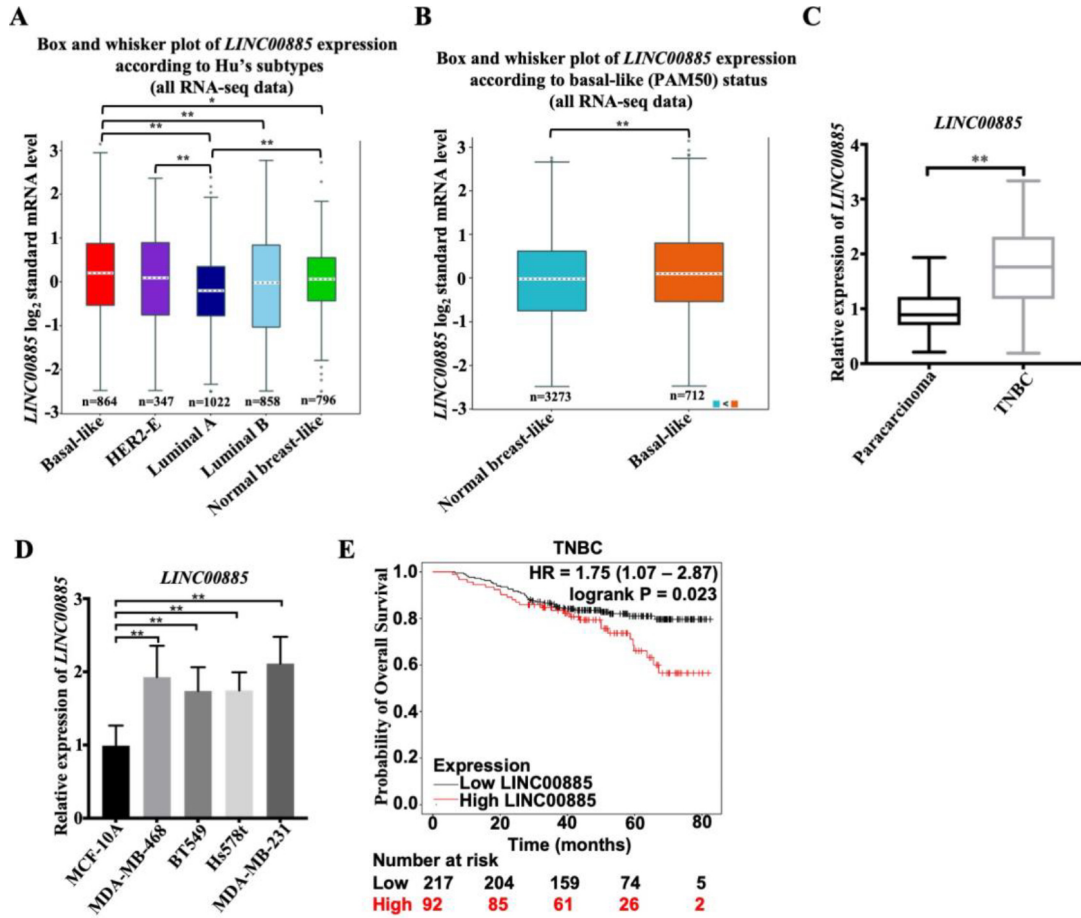 A
Box and whisker plot of LINC00885 expression
according to Hu's subtypes
(all RNA-seq data)
LINC00885 log2 standard mRNA level
*
**
**
** **
3
2
1
0
-1
-2
-3
n=864 n=347 n=1022 n=858 n=796
Basal-like
HER2-E
Luminal A
Luminal B
Normal breast-like
B
Box and whisker plot of LINC00885 expression
according to basal-like (PAM50) status
(all RNA-seq data)
LINC00885 log2 standard mRNA level
**
3
2
1
0
-1
-2
-3
n=3273 n=712
<
Normal breast-like
Basal-like
C
LINC00885
Relative expression of LINC00885
**
4
3
2
1
0
Paracarcinoma
TNBC
D
LINC00885
Relative expression of LINC00885
**
**
**
**
3
2
1
0
MCF-10A
MDA-MB-468
BT549
Hs578t
MDA-MB-231
E
TNBC
HR = 1.75 (1.07 – 2.87)
logrank P = 0.023
Probability of Overall Survival
1.0
0.8
0.6
0.4
0.2
0.0
Expression
Low LINC00885
High LINC00885
0 20 40 60 80
Time (months)
Number at risk
Low 217 204 159 74 5
High 92 85 61 26 2